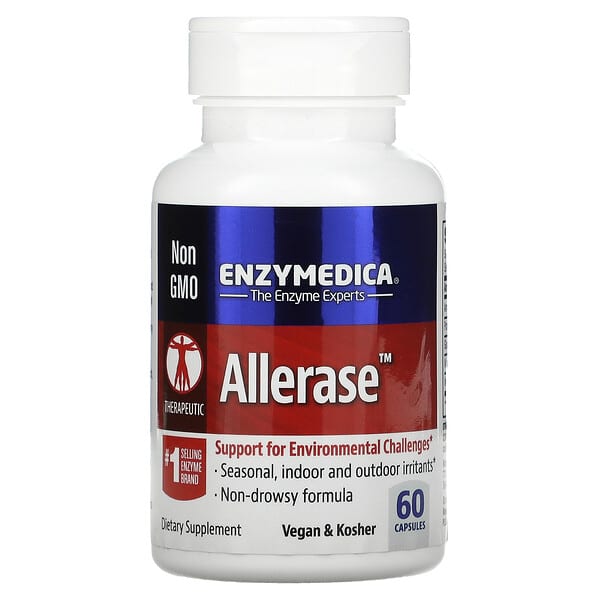 Non
GMO
ENZYMEDICA®
The Enzyme Experts
THERAPEUTIC
Allerase™
#1 SELLING
ENZYME
BRAND
Support for Environmental Challenges†
· Seasonal, indoor and outdoor irritants†
· Non-drowsy formula
60
CAPSULES
Dietary Supplement
Vegan & Kosher